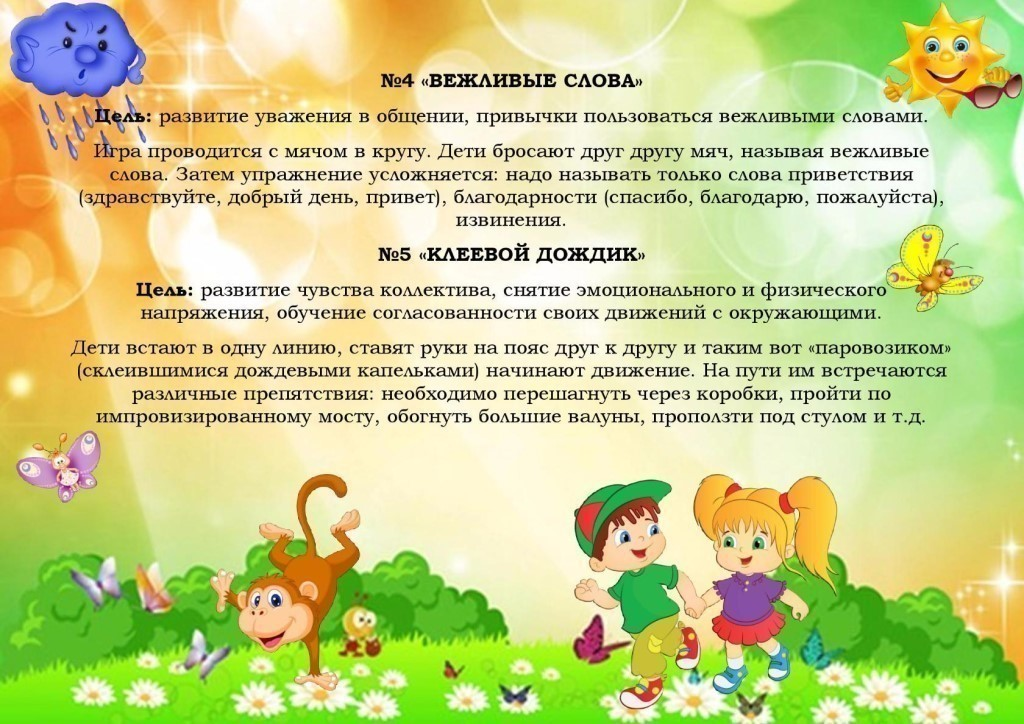 №4 «ВЕЖЛИВЫЕ СЛОВА»
Цель: развитие уважения в общении, привычки пользоваться вежливыми словами.
Игра проводится с мячом в кругу. Дети бросают друг другу мяч, называя вежливые
слова. Затем упражнение усложняется: надо называть только слова приветствия
(здравствуйте, добрый день, привет), благодарности (спасибо, благодарю, пожалуйста),
извинения.
№5 «КЛЕЕВОЙ ДОЖДИК»
Цель: развитие чувства коллектива, снятие эмоционального и физического
напряжения, обучение согласованности своих движений с окружающими.
Дети встают в одну линию, ставят руки на пояс друг к другу и таким вот «паровозиком»
(склеившимися дождевыми капельками) начинают движение. На пути им встречаются
различные препятствия: необходимо перешагнуть через коробки, пройти по
импровизированному мосту, обогнуть большие валуны, проползти под стулом и т.д.